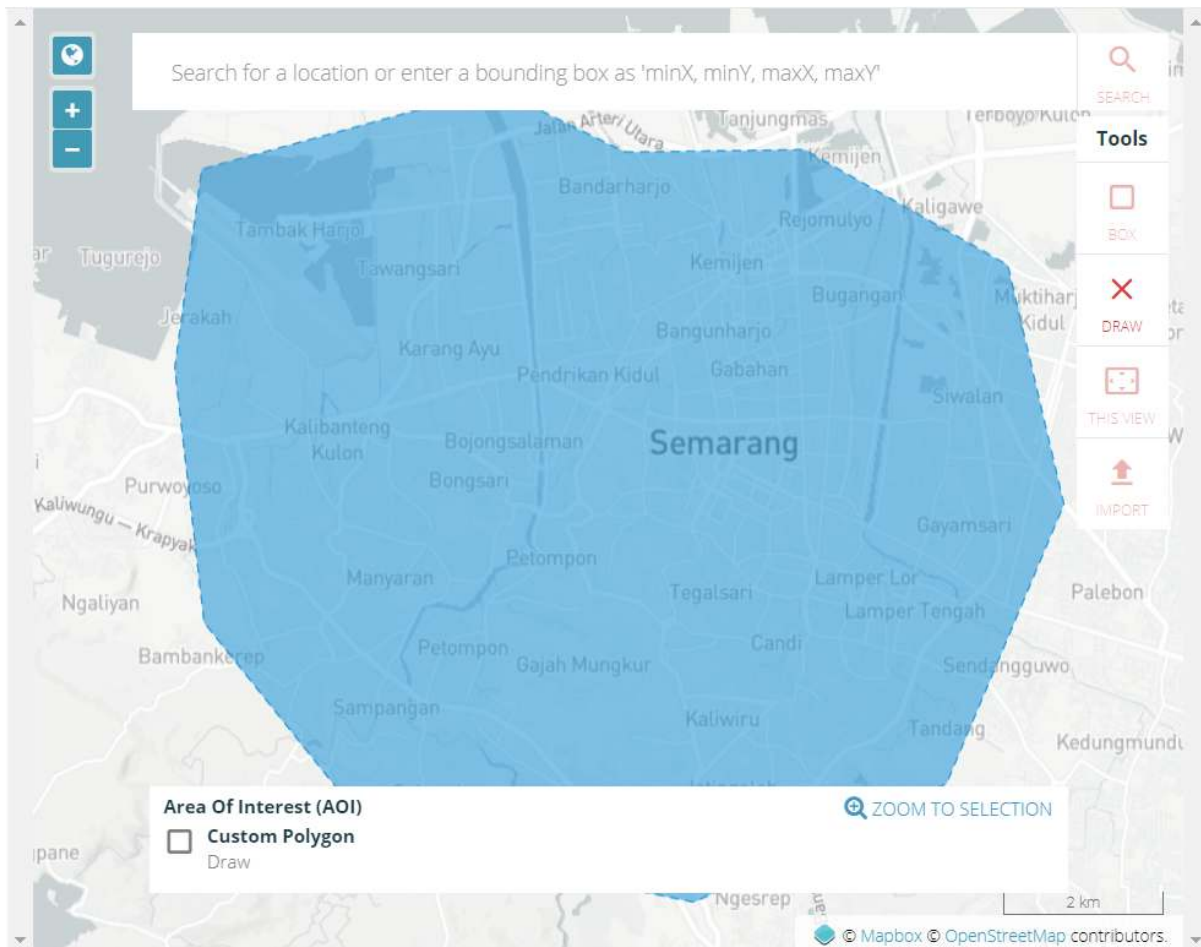 Search for a location or enter a bounding box as 'minX, minY, maxX, maxY'
SEARCH
Tools
BOX
DRAW
THIS VIEW
IMPORT
Jalan Arteri Utara
Tanjungmas
Terboyo Kulon
Kemijen
Bandarharjo
Kaligawe
Rejomulyo
Tambak Harjo
Tugurejo
Tawangsari
Kemijen
Bugangan
Muktiharj
Kidul
Jerakah
Bangunharjo
Karang Ayu
Pendrikan Kidul
Gabahan
Siwalan
Kalibanteng
Kulon
Bojongsalaman
Semarang
Purwoyoso
Bongsari
Kaliwungu — Krapyak
Gayamsari
Petompon
Manyaran
Tegalsari
Lamper Lor
Lamper Tengah
Palebon
Ngaliyan
Bambankerep
Petompon
Gajah Mungkur
Candi
Sendangguwo
Sampangan
Kaliwiru
Tandang
Kedungmundu
Area Of Interest (AOI)
ZOOM TO SELECTION
Custom Polygon
Draw
pane
Ngesrep
2 km
© Mapbox © OpenStreetMap contributors.